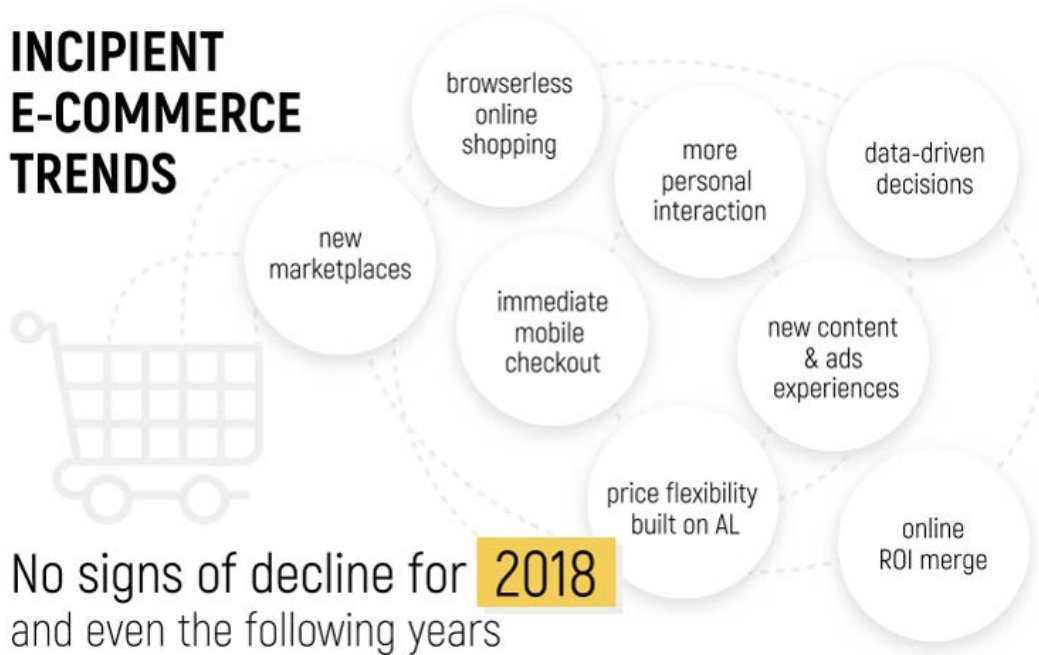 INCIPIENT
E-COMMERCE
TRENDS
browserless
online
shopping
more
personal
interaction
data-driven
decisions
new
marketplaces
immediate
mobile
checkout
new content
& ads
experiences
price flexibility
built on AL
online
ROI merge
No signs of decline for 2018
and even the following years